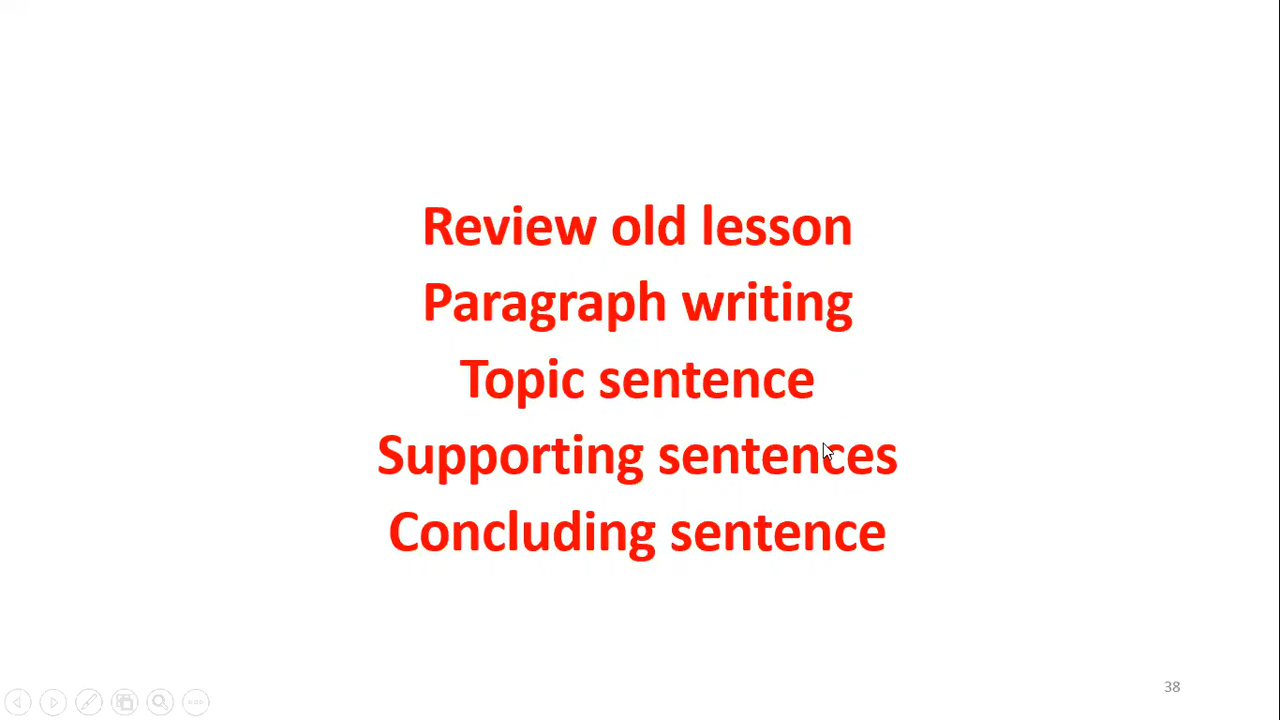 Review old lesson
Paragraph writing
Topic sentence
Supporting sentences
Concluding sentence
38